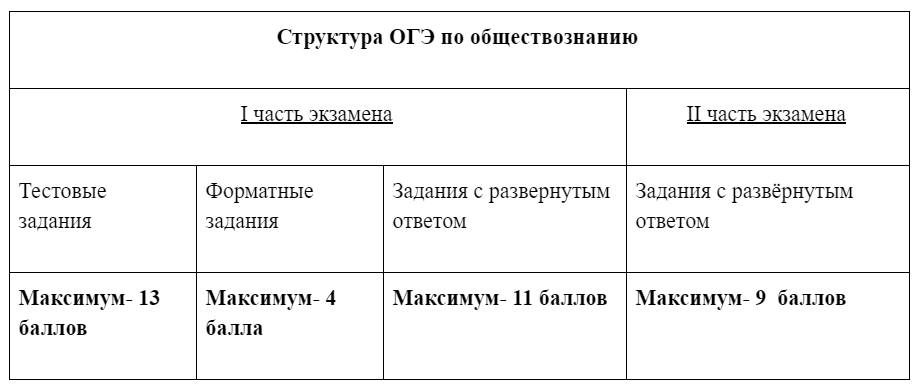 Структура ОГЭ по обществознанию
I часть экзамена
II часть экзамена
Тестовые
задания
Форматные
задания
Задания с развернутым
ответом
Задания с развёрнутым
ответом
Максимум- 13
баллов
Максимум- 4
балла
Максимум- 11 баллов
Максимум- 9  баллов